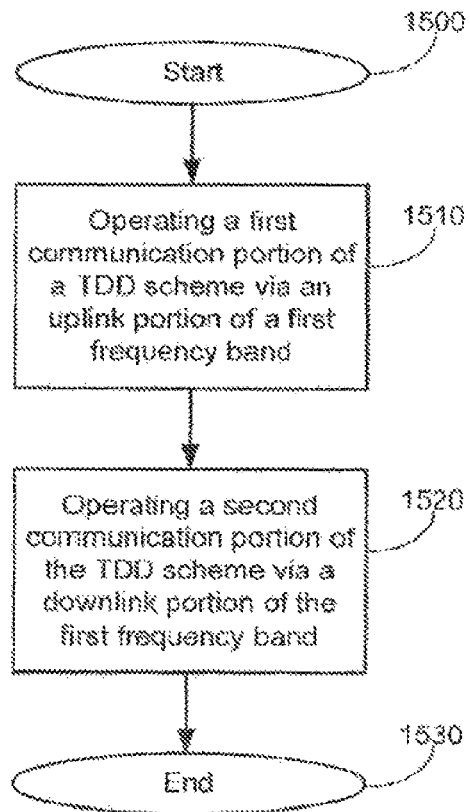 1500
Start
1510
Operating a first
communication portion of
a TDD scheme via an
uplink portion of a first
frequency band
1520
Operating a second
communication portion of
the TDD scheme via a
downlink portion of the
first frequency band
1530
End